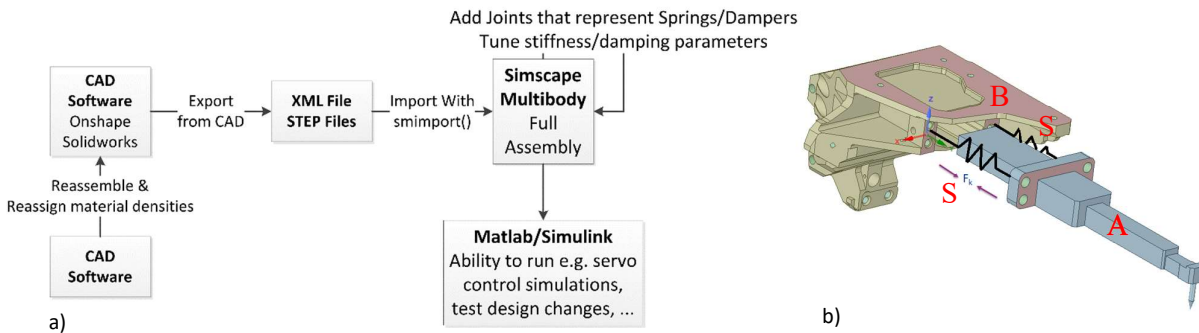 Add Joints that represent Springs/Dampers
Tune stiffness/damping parameters
CAD
Software
Onshape
Solidworks
Export
from CAD
XML File
STEP Files
Import With
smimport()
Simscape
Multibody
Full
Assembly
Reassemble &
Reassign material densities
CAD
Software
Matlab/Simulink
Ability to run e.g. servo
control simulations,
test design changes, ...
a)
B
S
z
x
F_k
S
A
b)